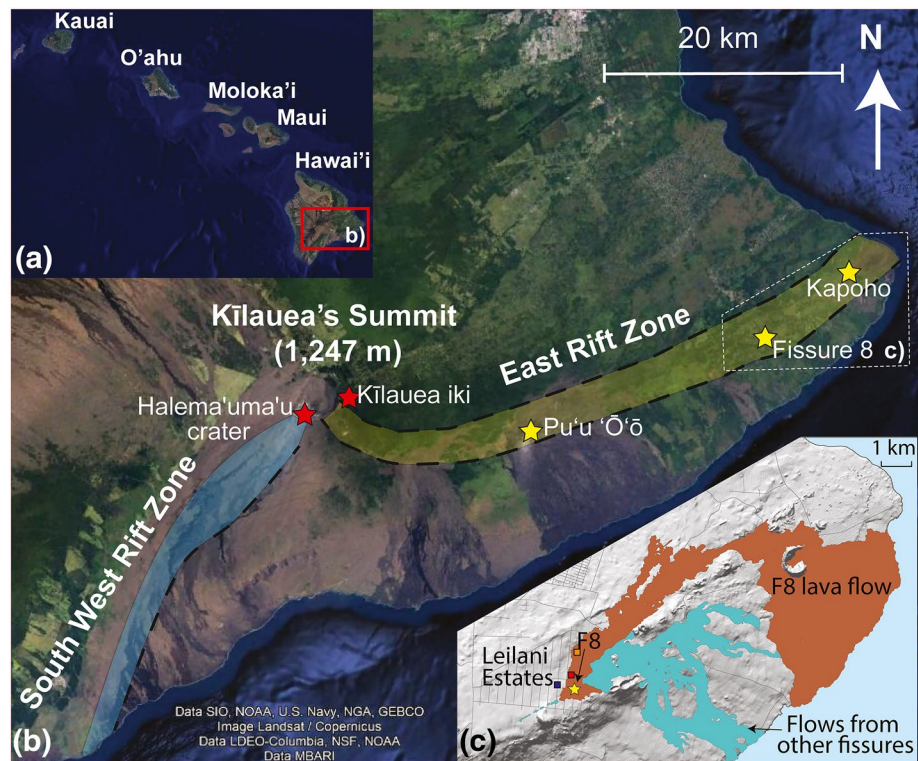 Kauai
O'ahu
Moloka'i
Maui
Hawai'i
b)
(a)
20 km
N
Kīlauea's Summit
(1,247 m)
Kīlauea iki
Halema'uma'u
crater
East Rift Zone
Kapoho
Fissure 8 c)
Pu‘u ‘Ō‘ō
South West Rift Zone
Data SIO, NOAA, U.S. Navy, NGA, GEBCO
Image Landsat / Copernicus
Data LDEO-Columbia, NSF, NOAA
Data MBARI
(b)
1 km
F8 lava flow
F8
Leilani
Estates
Flows from
other fissures
(c)